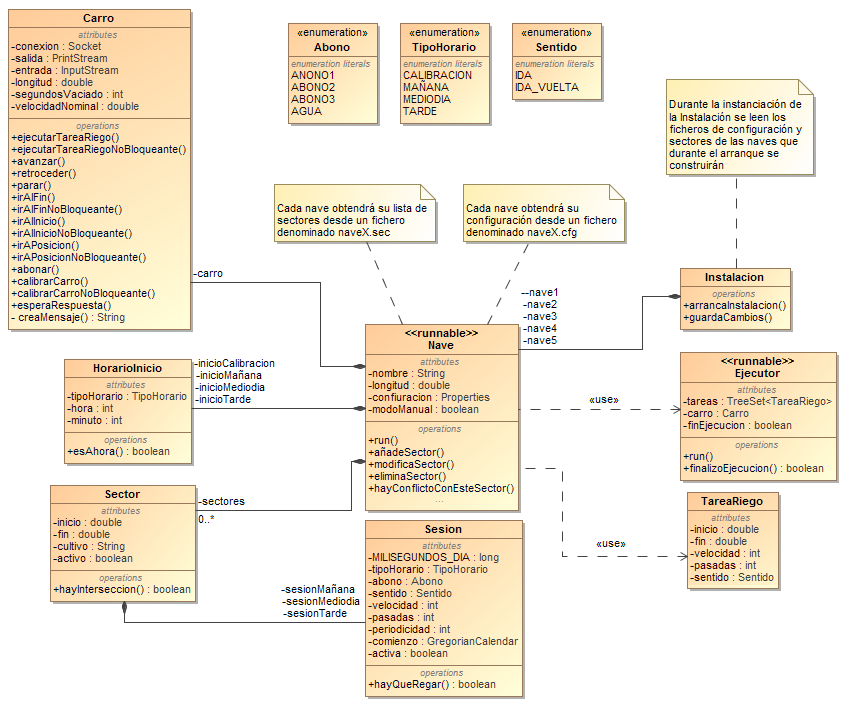 Carro
attributes
-conexion : Socket
-salida : PrintStream
-entrada : InputStream
-longitud : double
-segundosVaciado : int
-velocidadNominal : double
operations
+ejecutarTareaRiego()
+ejecutarTareaRiegoNoBloqueante()
+avanzar()
+retroceder()
+parar()
+irAlFin()
+irAlFinNoBloqueante()
+irAlInicio()
+irAlInicioNoBloqueante()
+irAPosicion()
+irAPosicionNoBloqueante()
+abonar()
+calibrarCarro()
+calibrarCarroNoBloqueante()
+esperaRespuesta()
- creaMensaje() : String
«enumeration»
Abono
enumeration literals
ANONO1
ABONO2
ABONO3
AGUA
«enumeration»
TipoHorario
enumeration literals
CALIBRACION
MAÑANA
MEDIODIA
TARDE
«enumeration»
Sentido
enumeration literals
IDA
IDA_VUELTA
Durante la instanciación de
la Instalación se leen los
ficheros de configuración y
sectores de las naves que
durante el arranque se
construirán
Cada nave obtendrá su lista de
sectores desde un fichero
denominado naveX.sec
Cada nave obtendrá su
configuración desde un fichero
denominado naveX.cfg
-carro
--nave1
-nave2
-nave3
-nave4
-nave5
Instalacion
operations
+arrancaInstalacion()
+guardaCambios()
<<runnable>>
Nave
attributes
-nombre : String
-longitud : double
-confiuracion : Properties
-modoManual : boolean
operations
+run()
+añadeSector()
+modificaSector()
+eliminaSector()
+hayConflictoConEsteSector()
...
HorarioInicio
attributes
-tipoHorario : TipoHorario
-hora : int
-minuto : int
operations
+esAhora() : boolean
-inicioCalibracion
-inicioMañana
-inicioMediodia
-inicioTarde
«use»
<<runnable>>
Ejecutor
attributes
-tareas : TreeSet<TareaRiego>
-carro : Carro
-finEjecucion : boolean
operations
+run()
+finalizoEjecucion() : boolean
Sector
attributes
-inicio : double
-fin : double
-cultivo : String
-activo : boolean
operations
+hayInterseccion() : boolean
-sectores
0..*
«use»
TareaRiego
attributes
-inicio : double
-fin : double
-velocidad : int
-pasadas : int
-sentido : Sentido
-sesionMañana
-sesionMediodia
-sesionTarde
Sesion
attributes
-MILISEGUNDOS_DIA : long
-tipoHorario : TipoHorario
-abono : Abono
-sentido : Sentido
-velocidad : int
-pasadas : int
-periodicidad : int
-comienzo : GregorianCalendar
-activa : boolean
operations
+hayQueRegar() : boolean